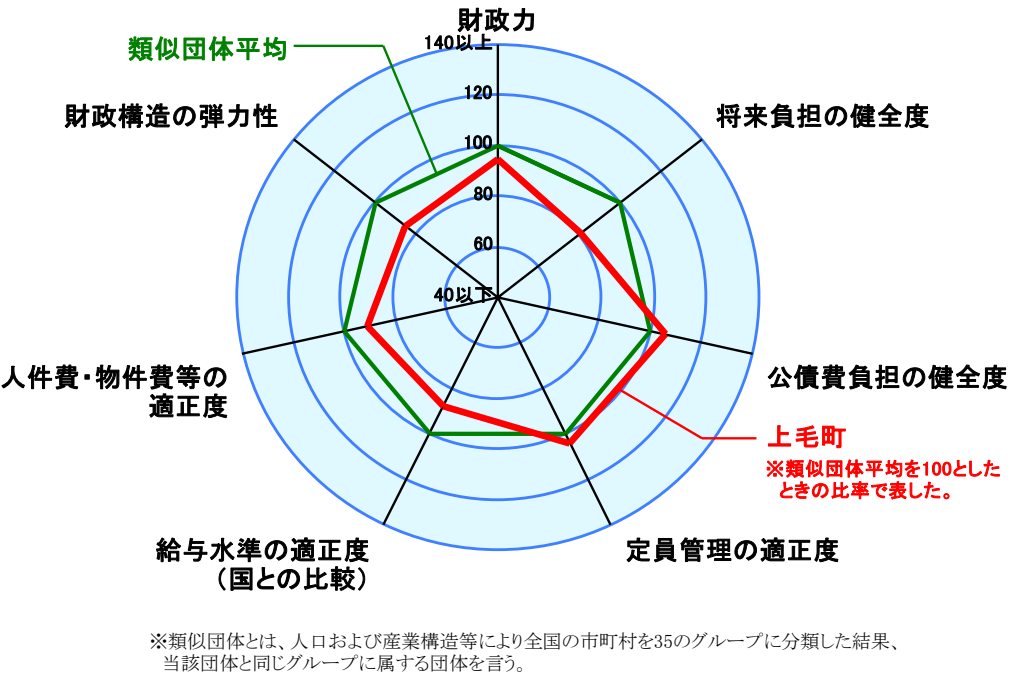 財政力
140以上
類似団体平均
120
財政構造の弾力性
将来負担の健全度
100
80
60
40以下
人件費・物件費等の
適正度
公債費負担の健全度
上毛町
※類似団体平均を100とした
ときの比率で表した。
給与水準の適正度
（国との比較）
定員管理の適正度
※類似団体とは、人口および産業構造等により全国の市町村を35のグループに分類した結果、
当該団体と同じグループに属する団体を言う。